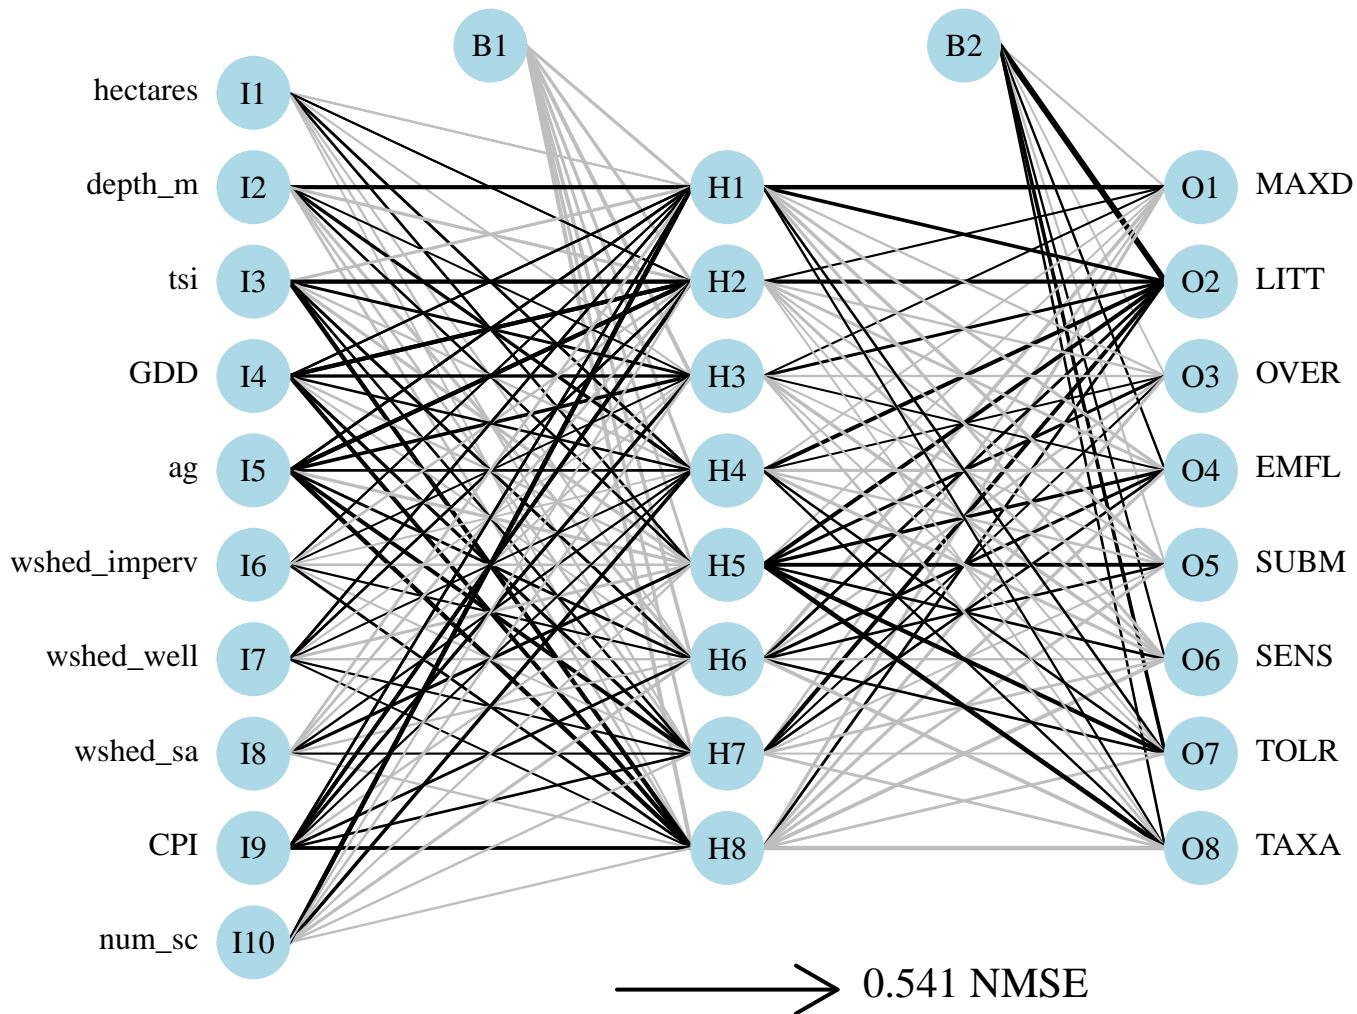 B1 B2
hectares I1
depth_m I2 H1 O1 MAXD
tsi I3 H2 O2 LITT
GDD I4 H3 O3 OVER
ag I5 H4 O4 EMFL
wshed_imperv I6 H5 O5 SUBM
wshed_well I7 H6 O6 SENS
wshed_sa I8 H7 O7 TOLR
CPI I9 H8 O8 TAXA
num_sc I10
0.541 NMSE